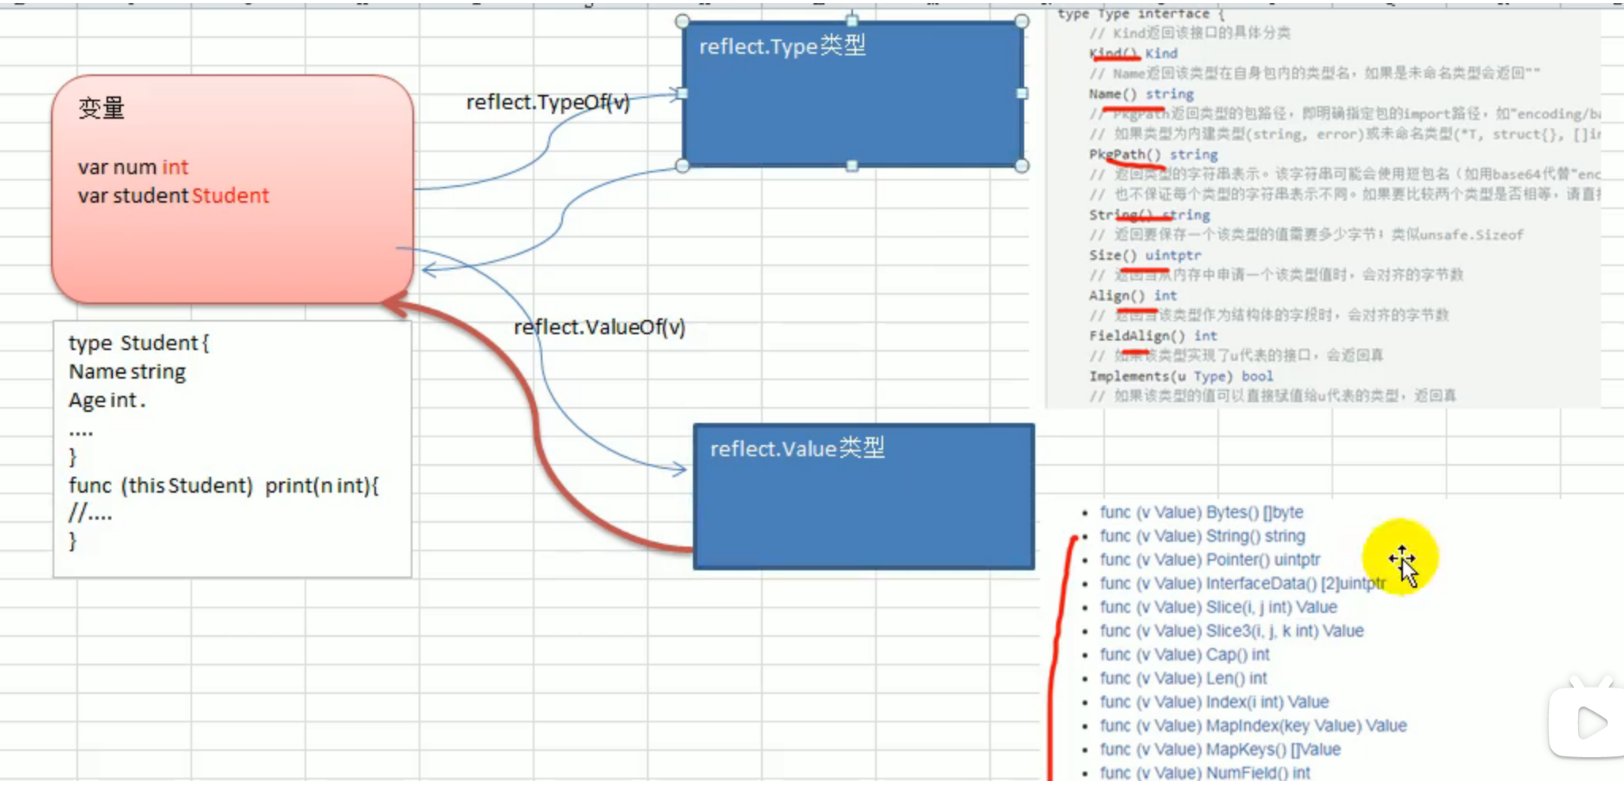 变量
var num int
var student Student
type Student {
Name string
Age int .
....
}
func (this Student) print(n int){
//....
}
reflect.TypeOf(v)
reflect.ValueOf(v)
reflect.Type类型
reflect.Value类型
type Type interface {
// Kind返回该接口的具体分类
Kind() Kind
// Name返回该类型在自身包内的类型名，如果是未命名类型会返回""
Name() string
// PkgPath返回类型的包路径，即明确指定包的import路径，如"encoding/ba
// 如果类型为内建类型(string, error)或未命名类型(*T, struct{}, []in
PkgPath() string
// 返回类型的字符串表示。该字符串可能会使用短包名（如用base64代替"enc
// 也不保证每个类型的字符串表示不同。如果要比较两个类型是否相等，请直接
String() string
// 返回要保存一个该类型的值需要多少字节；类似unsafe.Sizeof
Size() uintptr
// 返回当从内存中申请一个该类型值时，会对齐的字节数
Align() int
// 返回当该类型作为结构体的字段时，会对齐的字节数
FieldAlign() int
// 如果该类型实现了u代表的接口，会返回真
Implements(u Type) bool
// 如果该类型的值可以直接赋值给u代表的类型，返回真
• func (v Value) Bytes() []byte
• func (v Value) String() string
• func (v Value) Pointer() uintptr
• func (v Value) InterfaceData() [2]uintptr
• func (v Value) Slice(i, j int) Value
• func (v Value) Slice3(i, j, k int) Value
• func (v Value) Cap() int
• func (v Value) Len() int
• func (v Value) Index(i int) Value
• func (v Value) MapIndex(key Value) Value
• func (v Value) MapKeys() []Value
• func (v Value) NumField() int